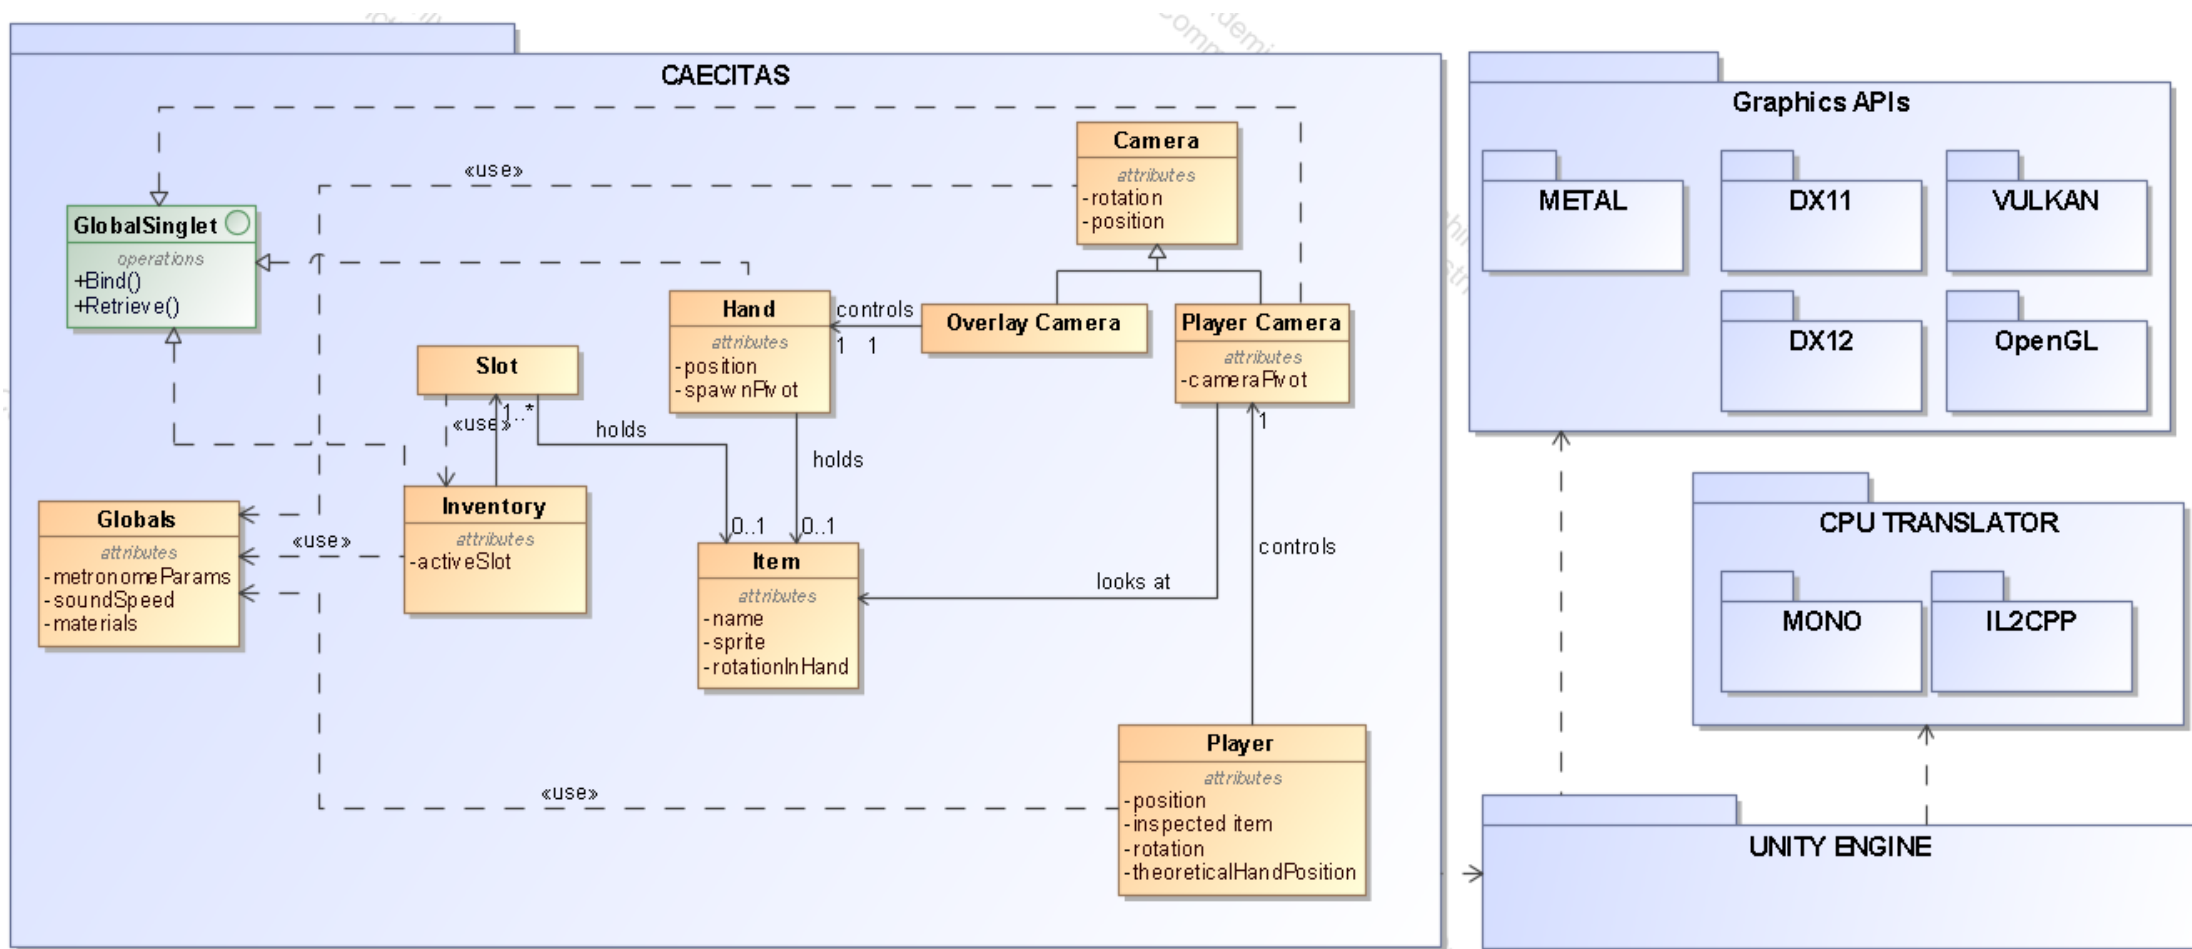 CAECITAS
Camera
attributes
-rotation
-position
«use»
GlobalSinglet
operations
+Bind()
+Retrieve()
Hand
attributes
-position
-spawnPivot
controls
1 1
Overlay Camera
Player Camera
attributes
-cameraPivot
1
Slot
1..*
«use»
holds
holds
Globals
attributes
-metronomeParams
-soundSpeed
-materials
«use»
Inventory
attributes
-activeSlot
0..1
0..1
Item
attributes
-name
-sprite
-rotationInHand
looks at
controls
«use»
Player
attributes
-position
-inspected item
-rotation
-theoreticalHandPosition
Graphics APIs
METAL
DX11
VULKAN
DX12
OpenGL
CPU TRANSLATOR
MONO
IL2CPP
UNITY ENGINE